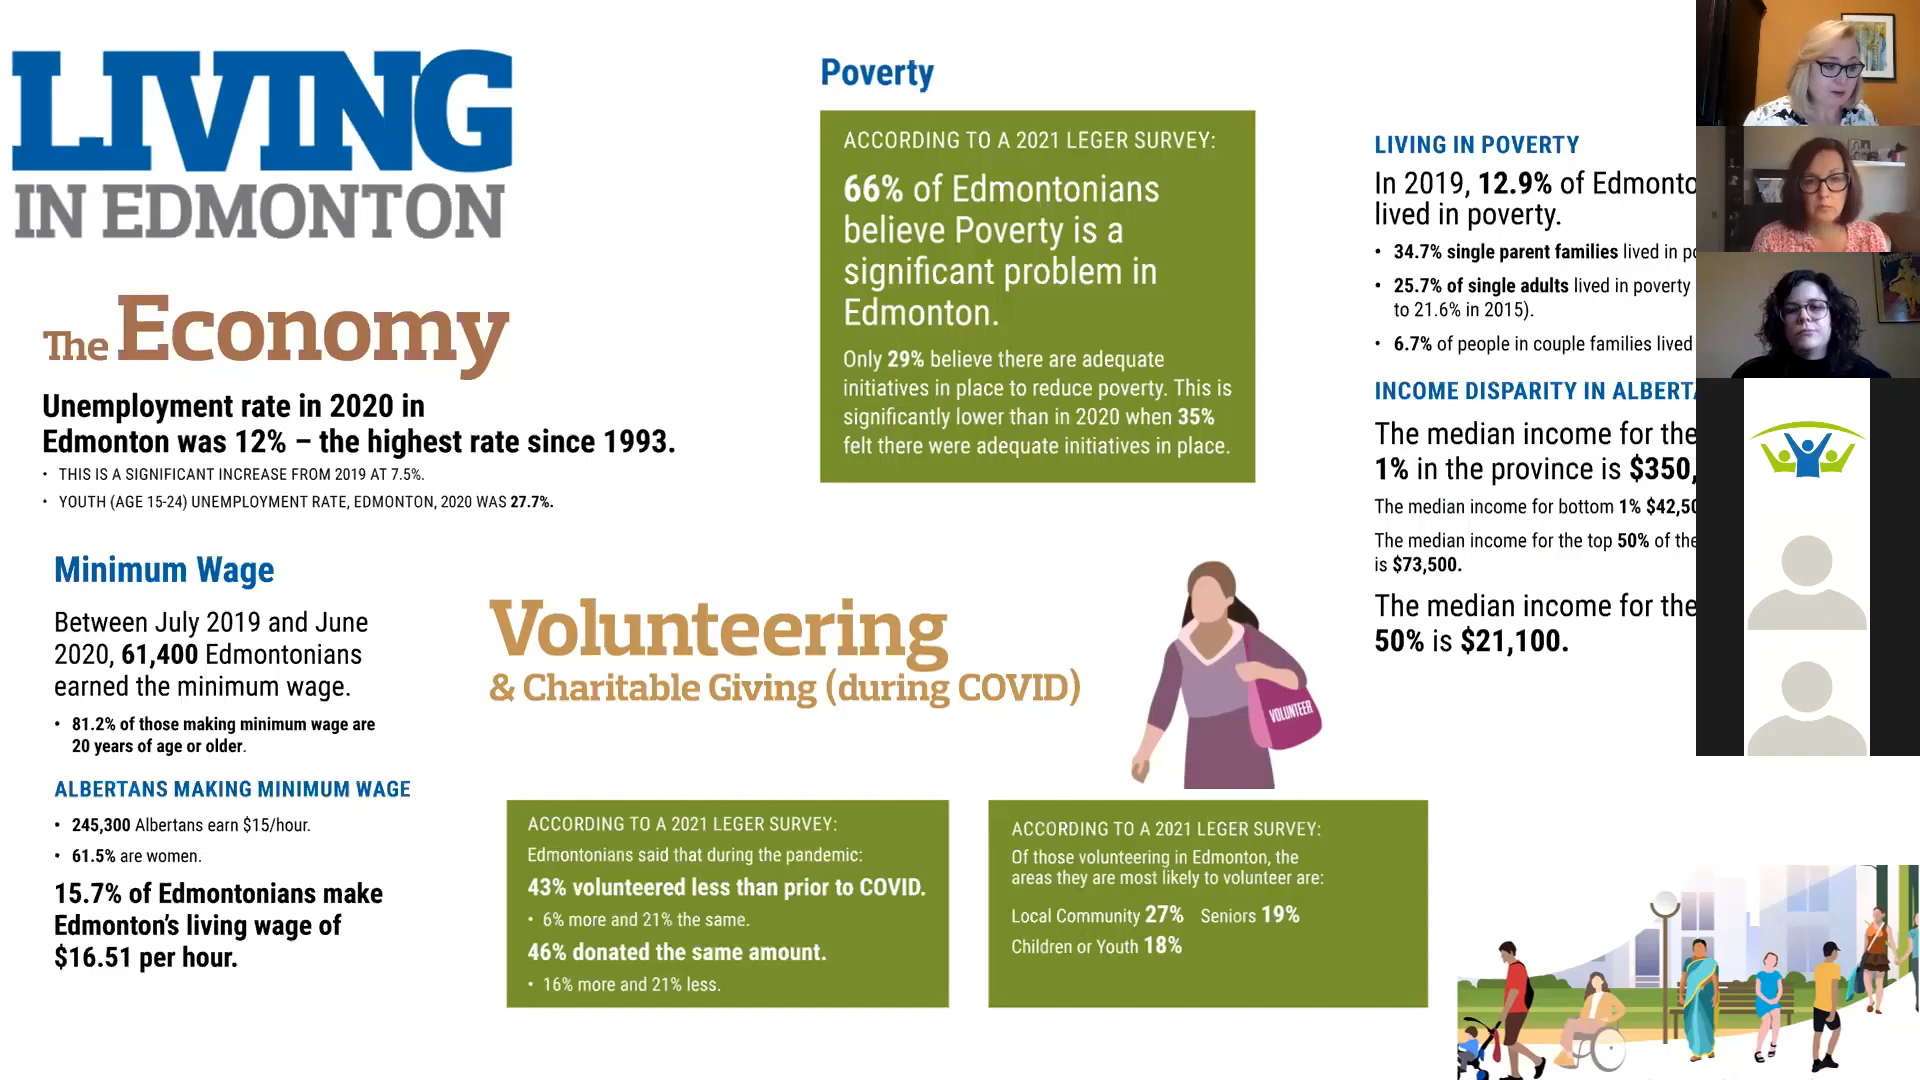 LIVING
IN EDMONTON
The Economy
Unemployment rate in 2020 in
Edmonton was 12% – the highest rate since 1993.
• THIS IS A SIGNIFICANT INCREASE FROM 2019 AT 7.5%.
• YOUTH (AGE 15-24) UNEMPLOYMENT RATE, EDMONTON, 2020 WAS 27.7%.
Minimum Wage
Between July 2019 and June
2020, 61,400 Edmontonians
earned the minimum wage.
• 81.2% of those making minimum wage are
20 years of age or older.
ALBERTANS MAKING MINIMUM WAGE
• 245,300 Albertans earn $15/hour.
• 61.5% are women.
15.7% of Edmontonians make
Edmonton's living wage of
$16.51 per hour.
Poverty
ACCORDING TO A 2021 LEGER SURVEY:
66% of Edmontonians
believe Poverty is a
significant problem in
Edmonton.
Only 29% believe there are adequate
initiatives in place to reduce poverty. This is
significantly lower than in 2020 when 35%
felt there were adequate initiatives in place.
Volunteering
& Charitable Giving (during COVID)
VOLUNTEER
ACCORDING TO A 2021 LEGER SURVEY:
Edmontonians said that during the pandemic:
43% volunteered less than prior to COVID.
• 6% more and 21% the same.
46% donated the same amount.
• 16% more and 21% less.
ACCORDING TO A 2021 LEGER SURVEY:
Of those volunteering in Edmonton, the
areas they are most likely to volunteer are:
Local Community 27% Seniors 19%
Children or Youth 18%
LIVING IN POVERTY
In 2019, 12.9% of Edmonto
lived in poverty.
• 34.7% single parent families lived in po
• 25.7% of single adults lived in poverty
to 21.6% in 2015).
• 6.7% of people in couple families lived
INCOME DISPARITY IN ALBERTA
The median income for the
1% in the province is $350,
The median income for bottom 1% $42,50
The median income for the top 50% of the
is $73,500.
The median income for the
50% is $21,100.